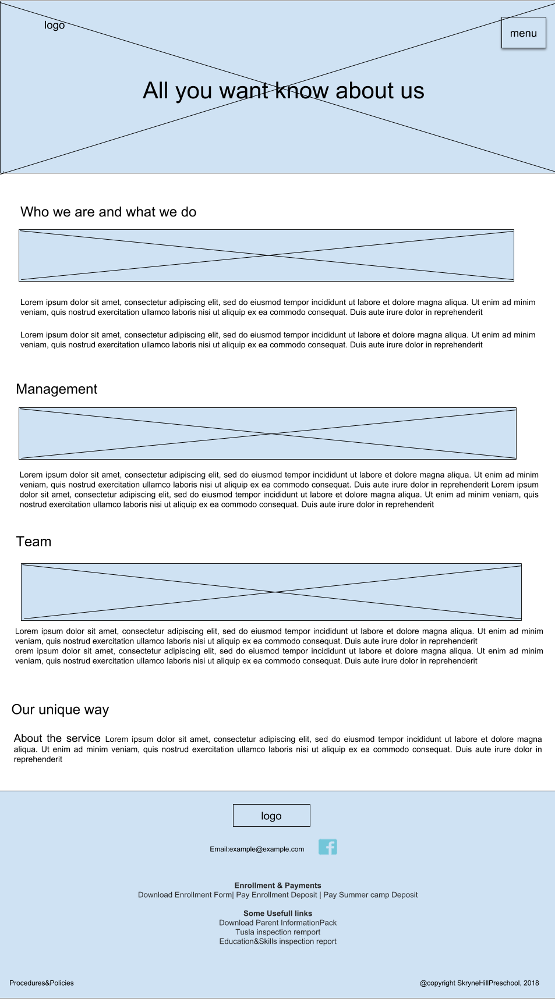 logo
menu
All you want know about us
Who we are and what we do
Lorem ipsum dolor sit amet, consectetur adipiscing elit, sed do eiusmod tempor incididunt ut labore et dolore magna aliqua. Ut enim ad minim
veniam, quis nostrud exercitation ullamco laboris nisi ut aliquip ex ea commodo consequat. Duis aute irure dolor in reprehenderit
Lorem ipsum dolor sit amet, consectetur adipiscing elit, sed do eiusmod tempor incididunt ut labore et dolore magna aliqua. Ut enim ad minim
veniam, quis nostrud exercitation ullamco laboris nisi ut aliquip ex ea commodo consequat. Duis aute irure dolor in reprehenderit
Management
Lorem ipsum dolor sit amet, consectetur adipiscing elit, sed do eiusmod tempor incididunt ut labore et dolore magna aliqua. Ut enim ad minim
veniam, quis nostrud exercitation ullamco laboris nisi ut aliquip ex ea commodo consequat. Duis aute irure dolor in reprehenderit Lorem ipsum
dolor sit amet, consectetur adipiscing elit, sed do eiusmod tempor incididunt ut labore et dolore magna aliqua. Ut enim ad minim veniam, quis
nostrud exercitation ullamco laboris nisi ut aliquip ex ea commodo consequat. Duis aute irure dolor in reprehenderit
Team
Lorem ipsum dolor sit amet, consectetur adipiscing elit, sed do eiusmod tempor incididunt ut labore et dolore magna aliqua. Ut enim ad minim
veniam, quis nostrud exercitation ullamco laboris nisi ut aliquip ex ea commodo consequat. Duis aute irure dolor in reprehenderit
orem ipsum dolor sit amet, consectetur adipiscing elit, sed do eiusmod tempor incididunt ut labore et dolore magna aliqua. Ut enim ad minim
veniam, quis nostrud exercitation ullamco laboris nisi ut aliquip ex ea commodo consequat. Duis aute irure dolor in reprehenderit
Our unique way
About the service Lorem ipsum dolor sit amet, consectetur adipiscing elit, sed do eiusmod tempor incididunt ut labore et dolore magna
aliqua. Ut enim ad minim veniam, quis nostrud exercitation ullamco laboris nisi ut aliquip ex ea commodo consequat. Duis aute irure dolor in
reprehenderit
logo
Email:example@example.com
Enrollment & Payments
Download Enrollment Form| Pay Enrollment Deposit | Pay Summer camp Deposit
Some Usefull links
Download Parent InformationPack
Tusla inspection remport
Education&Skills inspection report
Procedures&Policies
@copyright SkryneHillPreschool, 2018